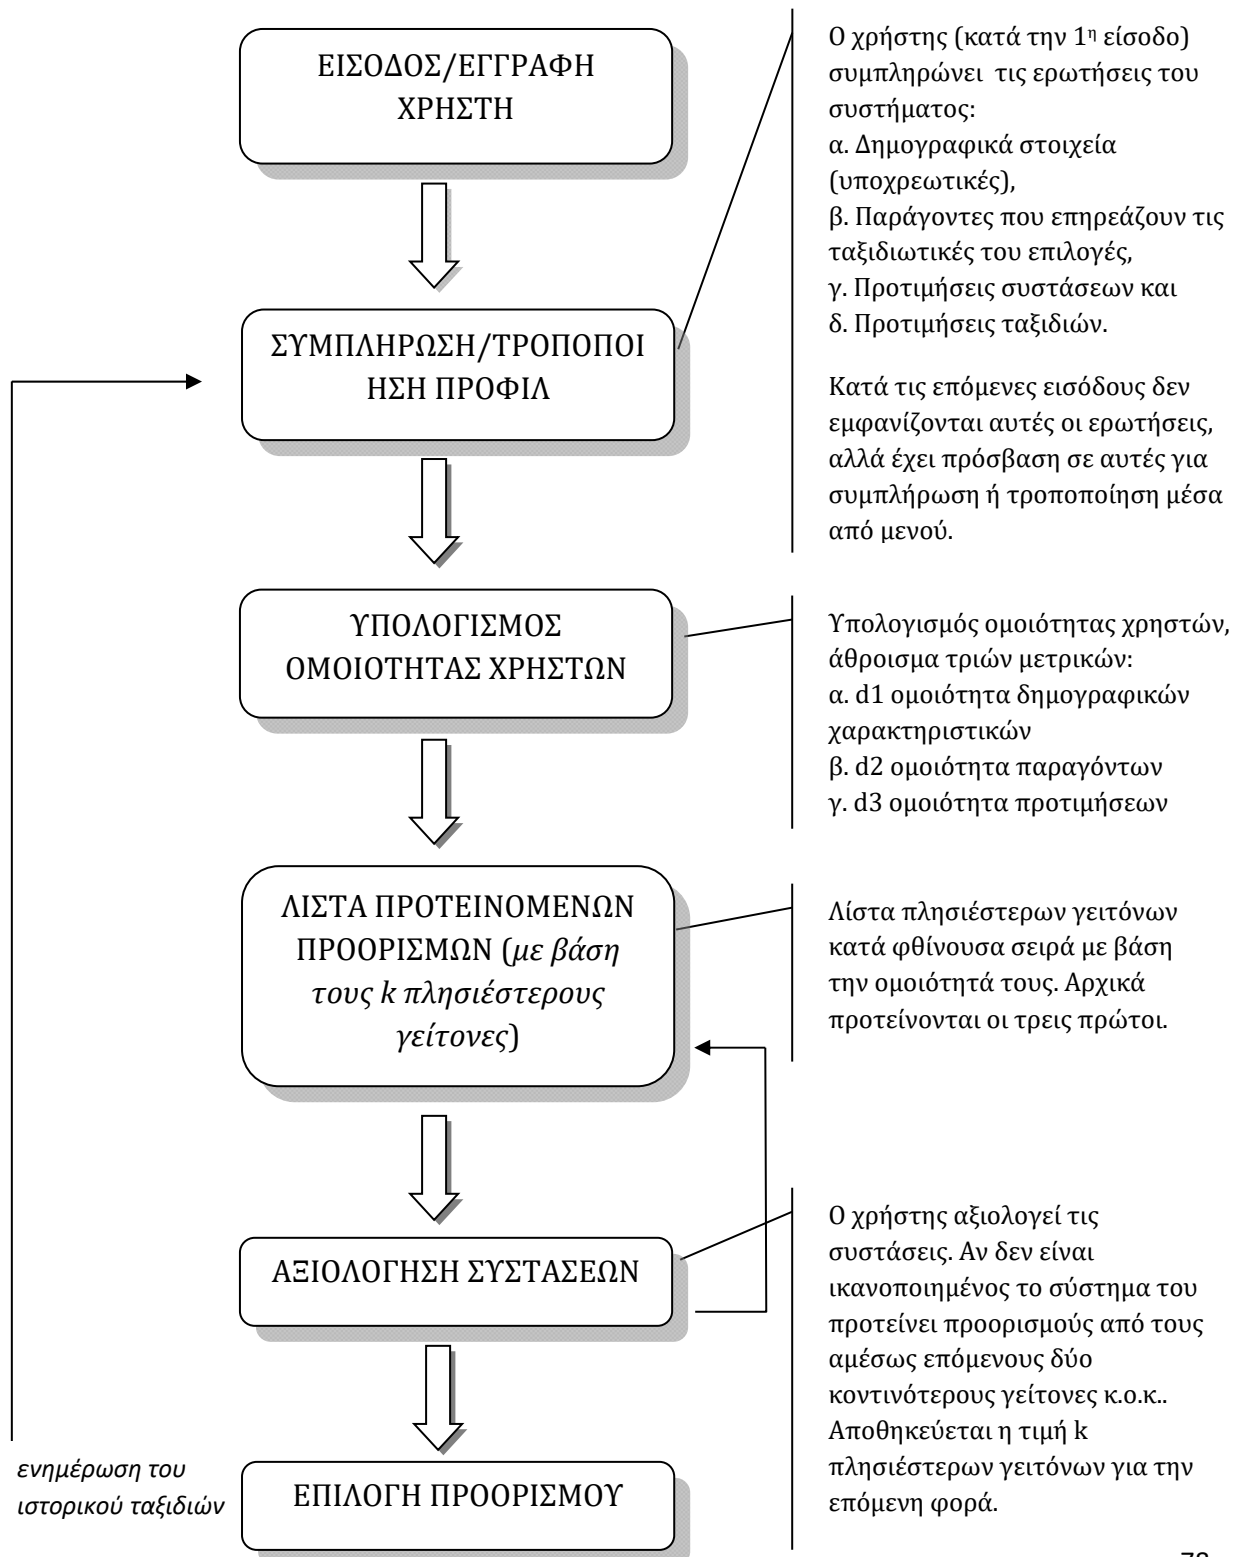 ΕΙΣΟΔΟΣ/ΕΓΓΡΑΦΗ
ΧΡΗΣΤΗ
Ο χρήστης (κατά την 1η είσοδο)
συμπληρώνει τις ερωτήσεις του
συστήματος:
α. Δημογραφικά στοιχεία
(υποχρεωτικές),
β. Παράγοντες που επηρεάζουν τις
ταξιδιωτικές του επιλογές,
γ. Προτιμήσεις συστάσεων και
δ. Προτιμήσεις ταξιδιών.
Κατά τις επόμενες εισόδους δεν
εμφανίζονται αυτές οι ερωτήσεις,
αλλά έχει πρόσβαση σε αυτές για
συμπλήρωση ή τροποποίηση μέσα
από μενού.
ΣΥΜΠΛΗΡΩΣΗ/ΤΡΟΠΟΠΟΙ
ΗΣΗ ΠΡΟΦΙΛ
ΥΠΟΛΟΓΙΣΜΟΣ
ΟΜΟΙΟΤΗΤΑΣ ΧΡΗΣΤΩΝ
Υπολογισμός ομοιότητας χρηστών,
άθροισμα τριών μετρικών:
α. d1 ομοιότητα δημογραφικών
χαρακτηριστικών
β. d2 ομοιότητα παραγόντων
γ. d3 ομοιότητα προτιμήσεων
ΛΙΣΤΑ ΠΡΟΤΕΙΝΟΜΕΝΩΝ
ΠΡΟΟΡΙΣΜΩΝ (με βάση
τους k πλησιέστερους
γείτονες)
Λίστα πλησιέστερων γειτόνων
κατά φθίνουσα σειρά με βάση
την ομοιότητά τους. Αρχικά
προτείνονται οι τρεις πρώτοι.
ΑΞΙΟΛΟΓΗΣΗ ΣΥΣΤΑΣΕΩΝ
Ο χρήστης αξιολογεί τις
συστάσεις. Αν δεν είναι
ικανοποιημένος το σύστημα του
προτείνει προορισμούς από τους
αμέσως επόμενους δύο
κοντινότερους γείτονες κ.ο.κ..
Αποθηκεύεται η τιμή k
πλησιέστερων γειτόνων για την
επόμενη φορά.
ενημέρωση του
ιστορικού ταξιδιών
ΕΠΙΛΟΓΗ ΠΡΟΟΡΙΣΜΟΥ